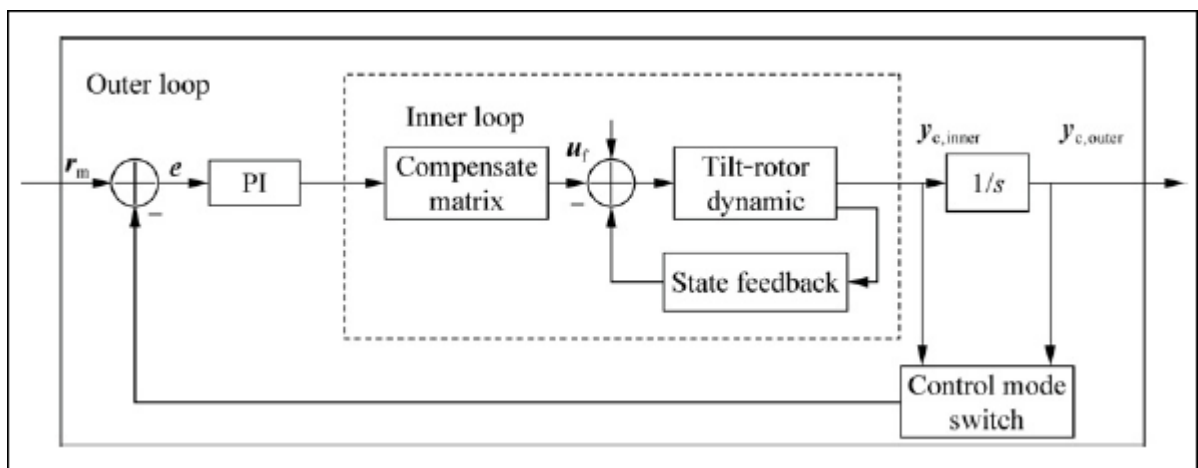 Outer loop
Inner loop
r_m
e
PI
Compensate
matrix
u_f
Tilt-rotor
dynamic
y_c,inner
1/s
y_c,outer
−
−
State feedback
Control mode
switch